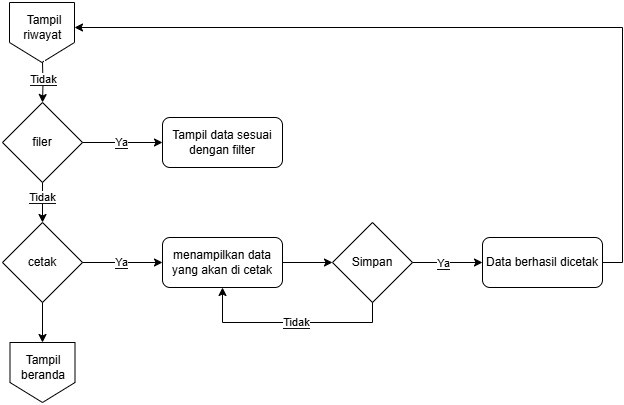 Tampil
riwayat
Tidak
filer
Ya
Tampil data sesuai
dengan filter
Tidak
cetak
Ya
menampilkan data
yang akan di cetak
Simpan
Ya
Data berhasil dicetak
Tidak
Tampil
beranda